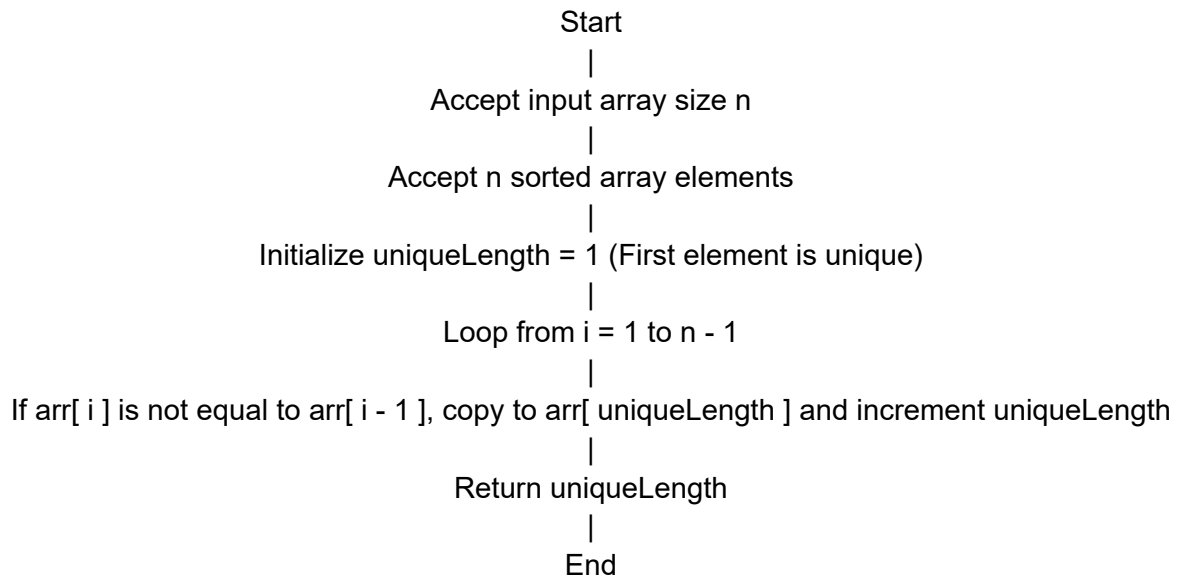 Start
|
Accept input array size n
|
Accept n sorted array elements
|
Initialize uniqueLength = 1 (First element is unique)
|
Loop from i = 1 to n - 1
|
If arr[ i ] is not equal to arr[ i - 1 ], copy to arr[ uniqueLength ] and increment uniqueLength
|
Return uniqueLength
|
End